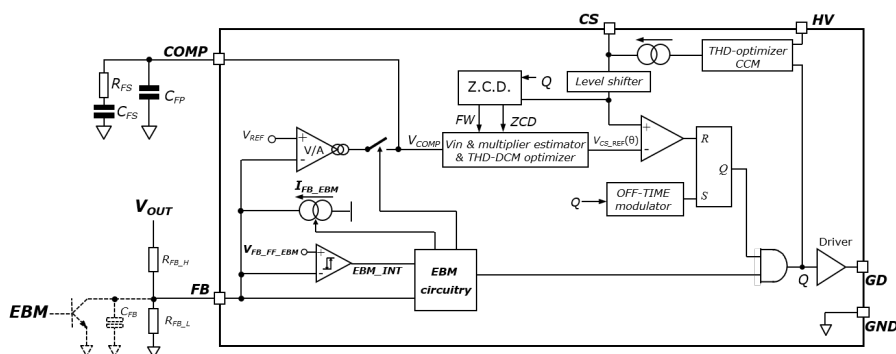 CS
HV
COMP
R_FS
C_FS
C_FP
THD-optimizer
CCM
Level shifter
Z.C.D.
Q
FW
ZCD
V_REF
+
V/A
-
V_COMP
Vin & multiplier estimator
& THD-DCM optimizer
V_CS_REF(θ)
+
-
R
Q
S
I_FB_EBM
Q
OFF-TIME
modulator
V_OUT
R_FB_H
V_FB_FF_EBM
+
-
EBM_INT
EBM
circuitry
Driver
Q
GD
FB
EBM
C_FB
R_FB_L
GND